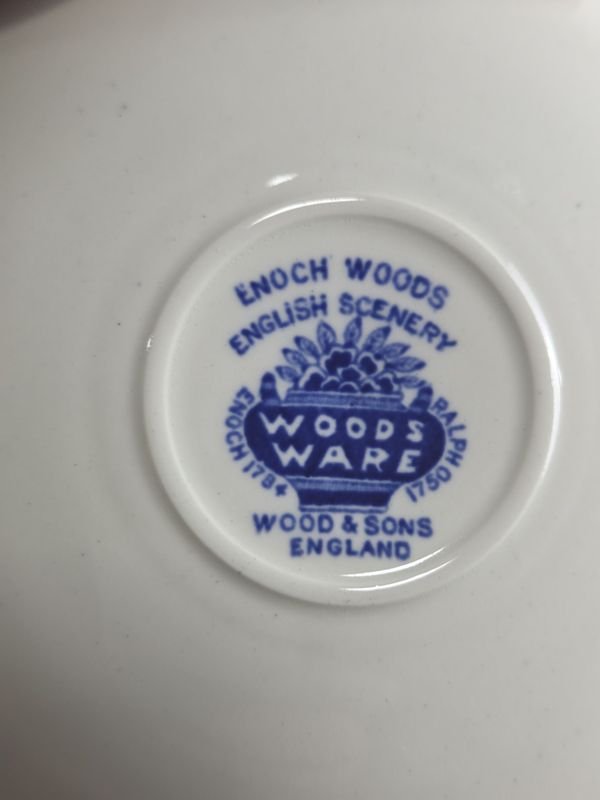 ENOCH WOODS
ENGLISH SCENERY
WOODS
WARE
ENOCH 1784
RALPH 1750
WOOD & SONS
ENGLAND